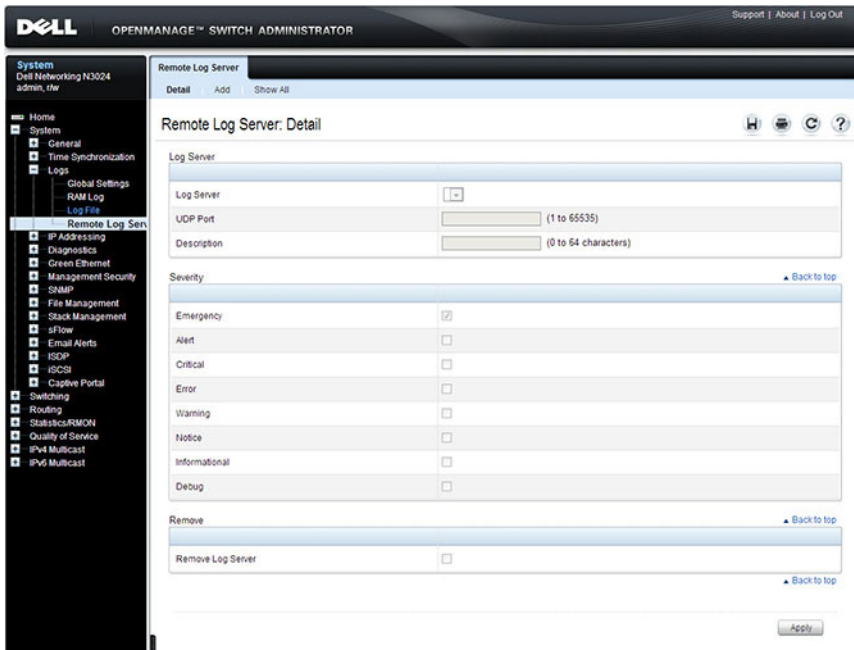 Support | About | Log Out
DELL
OPENMANAGE™ SWITCH ADMINISTRATOR
System
Dell Networking N3024
admin, r/w
Home
System
General
Time Synchronization
Logs
Global Settings
RAM Log
Log File
Remote Log Serv
IP Addressing
Diagnostics
Green Ethernet
Management Security
SNMP
File Management
Stack Management
sFlow
Email Alerts
ISDP
iSCSI
Captive Portal
Switching
Routing
Statistics/RMON
Quality of Service
IPv4 Multicast
IPv6 Multicast
Remote Log Server
Detail Add Show All
Remote Log Server: Detail
Log Server
Log Server
UDP Port (1 to 65535)
Description (0 to 64 characters)
Severity ▲ Back to top
Emergency
Alert
Critical
Error
Warning
Notice
Informational
Debug
Remove ▲ Back to top
Remove Log Server
▲ Back to top
Apply